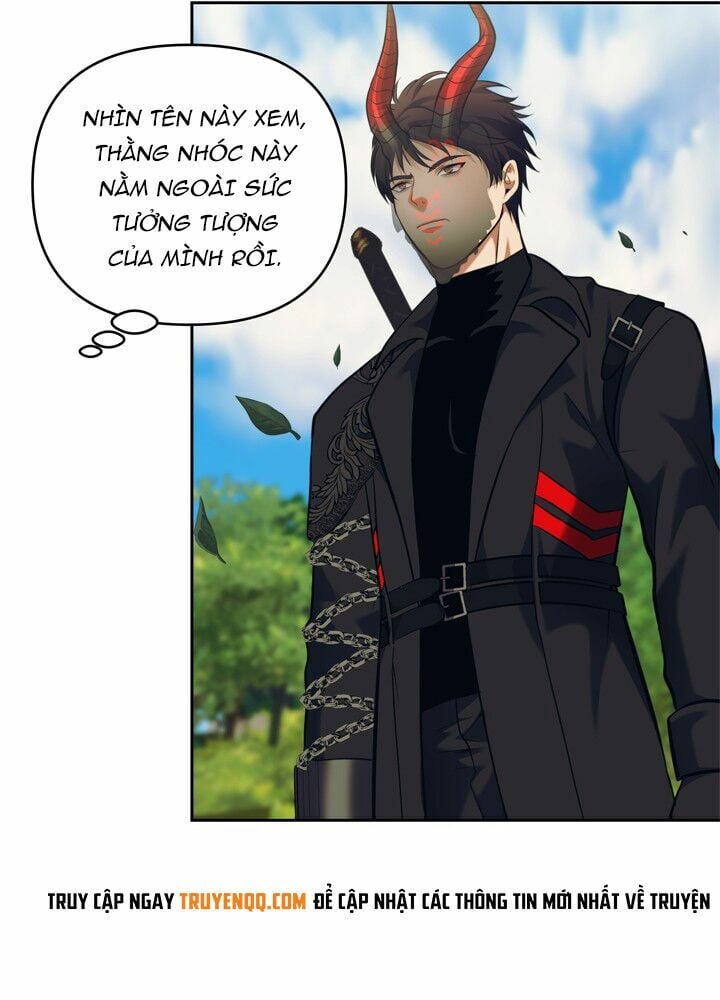 NHÌN TÊN NÀY XEM,
THẰNG NHÓC NÀY
NẰM NGOÀI SỨC
TƯỞNG TƯỢNG
CỦA MÌNH RỒI.
TRUY CẬP NGAY TRUYENQQ.COM ĐỂ CẬP NHẬT CÁC THÔNG TIN MỚI NHẤT VỀ TRUYỆN